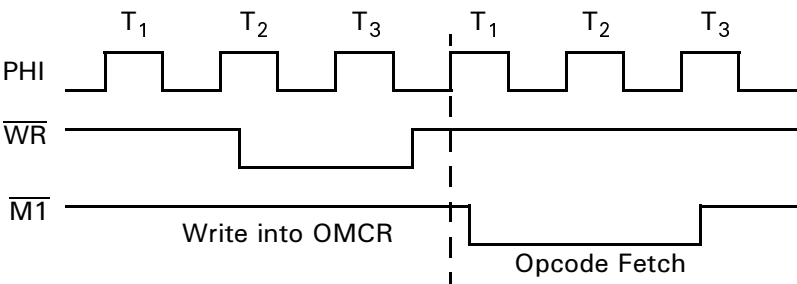 T1 T2 T3 T1 T2 T3
PHI
WR
M1
Write into OMCR
Opcode Fetch